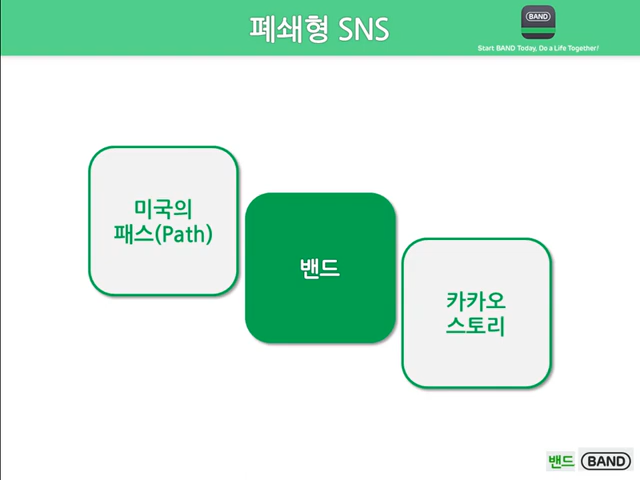 폐쇄형 SNS
BAND
Start BAND Today, Do a Life Together!
미국의
패스(Path)
밴드
카카오
스토리
밴드 BAND